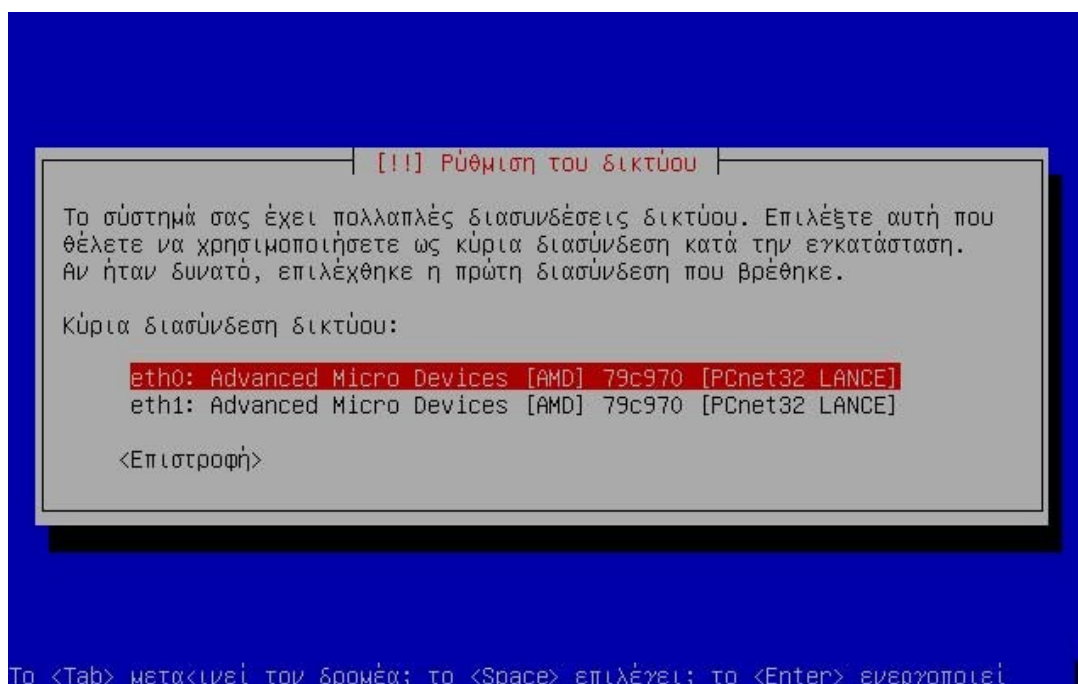 [!!] Ρύθμιση του δικτύου
Το σύστημά σας έχει πολλαπλές διασυνδέσεις δικτύου. Επιλέξτε αυτή που
θέλετε να χρησιμοποιήσετε ως κύρια διασύνδεση κατά την εγκατάσταση.
Αν ήταν δυνατό, επιλέχθηκε η πρώτη διασύνδεση που βρέθηκε.
Κύρια διασύνδεση δικτύου:
eth0: Advanced Micro Devices [AMD] 79c970 [PCnet32 LANCE]
eth1: Advanced Micro Devices [AMD] 79c970 [PCnet32 LANCE]
<Επιστροφή>
Το <Tab> μετακινεί τον δρομέα; το <Space> επιλέγει; το <Enter> ενεργοποιεί